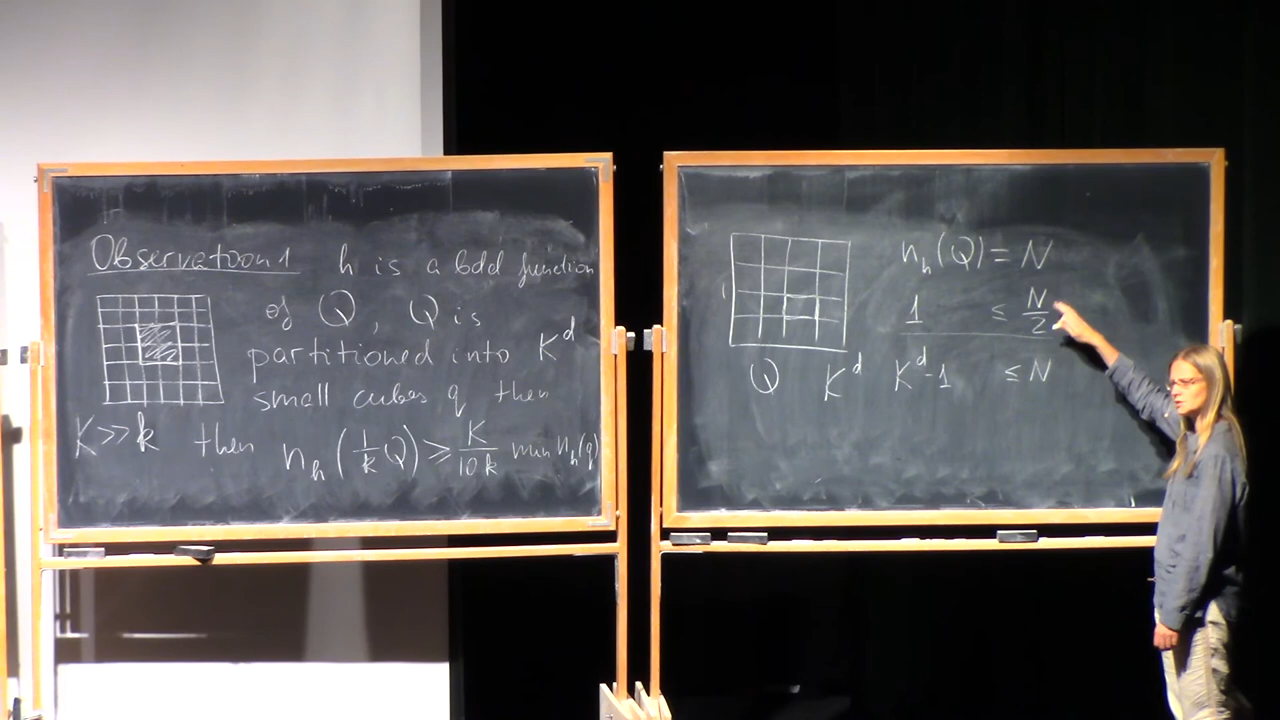 Observatoon 1 h is a bdd function
of Q, Q is
partitioned into K^d
small cubes q then
K >> k then n_h(1/k Q) ≥ K/10k min n_h(q)
n_h(Q) = N
1 ≤ N/2
Q K^d K^d-1 ≤ N